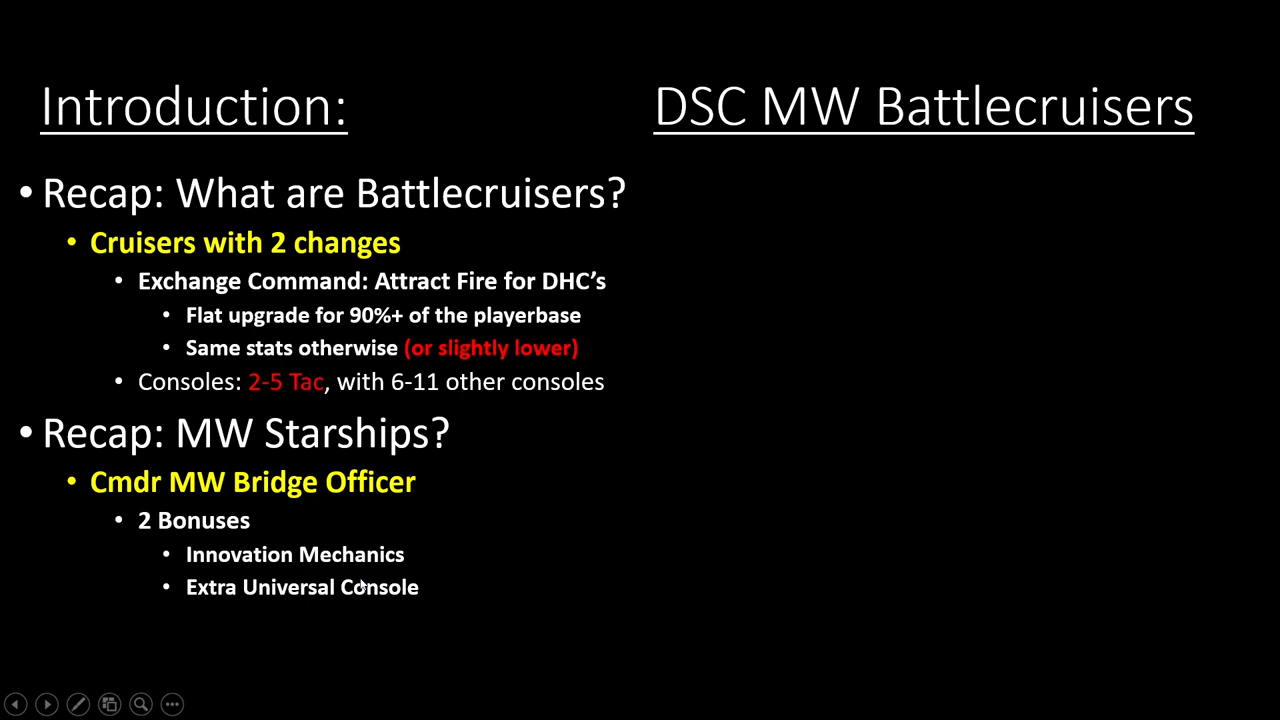 Introduction:
DSC MW Battlecruisers
• Recap: What are Battlecruisers?
• Cruisers with 2 changes
• Exchange Command: Attract Fire for DHC’s
• Flat upgrade for 90%+ of the playerbase
• Same stats otherwise (or slightly lower)
• Consoles: 2-5 Tac, with 6-11 other consoles
• Recap: MW Starships?
• Cmdr MW Bridge Officer
• 2 Bonuses
• Innovation Mechanics
• Extra Universal Console